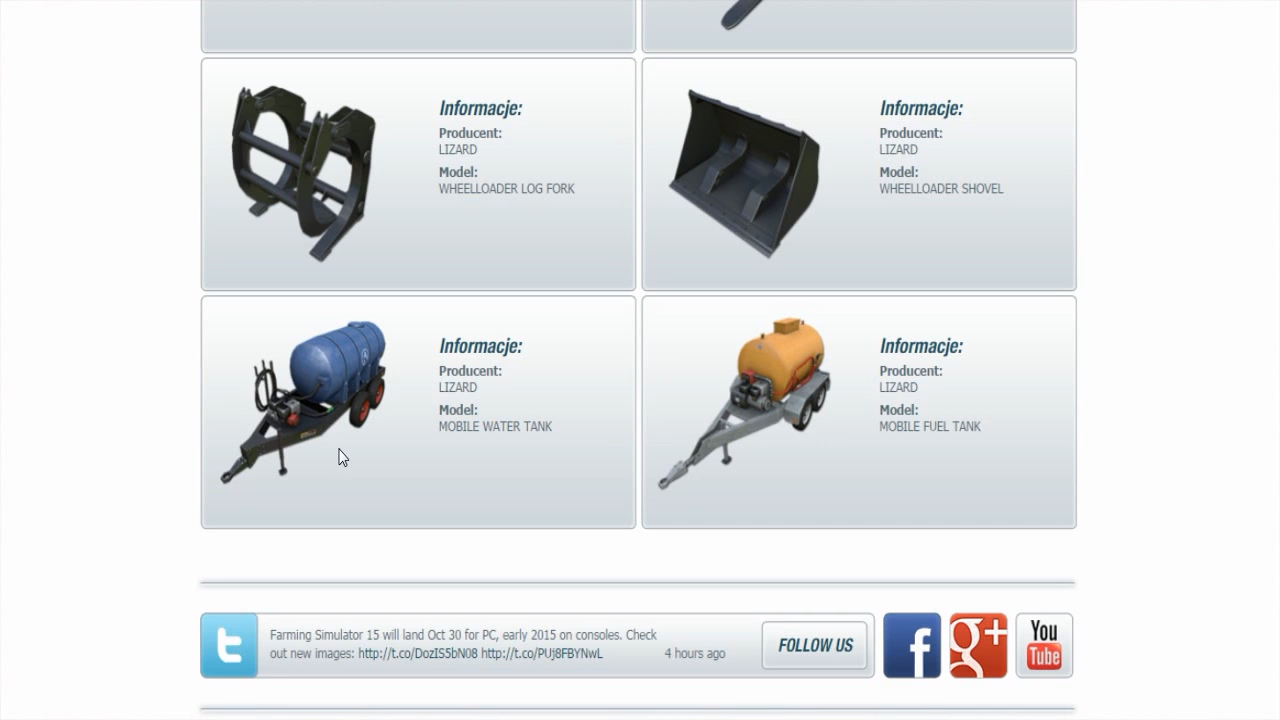 Informacje:
Producent:
LIZARD
Model:
WHEELLOADER LOG FORK
Informacje:
Producent:
LIZARD
Model:
WHEELLOADER SHOVEL
Informacje:
Producent:
LIZARD
Model:
MOBILE WATER TANK
Informacje:
Producent:
LIZARD
Model:
MOBILE FUEL TANK
Farming Simulator 15 will land Oct 30 for PC, early 2015 on consoles. Check
out new images: http://t.co/DozIS5bN08 http://t.co/PUj8FBYNwL
4 hours ago
FOLLOW US
t
f
g+
You
Tube